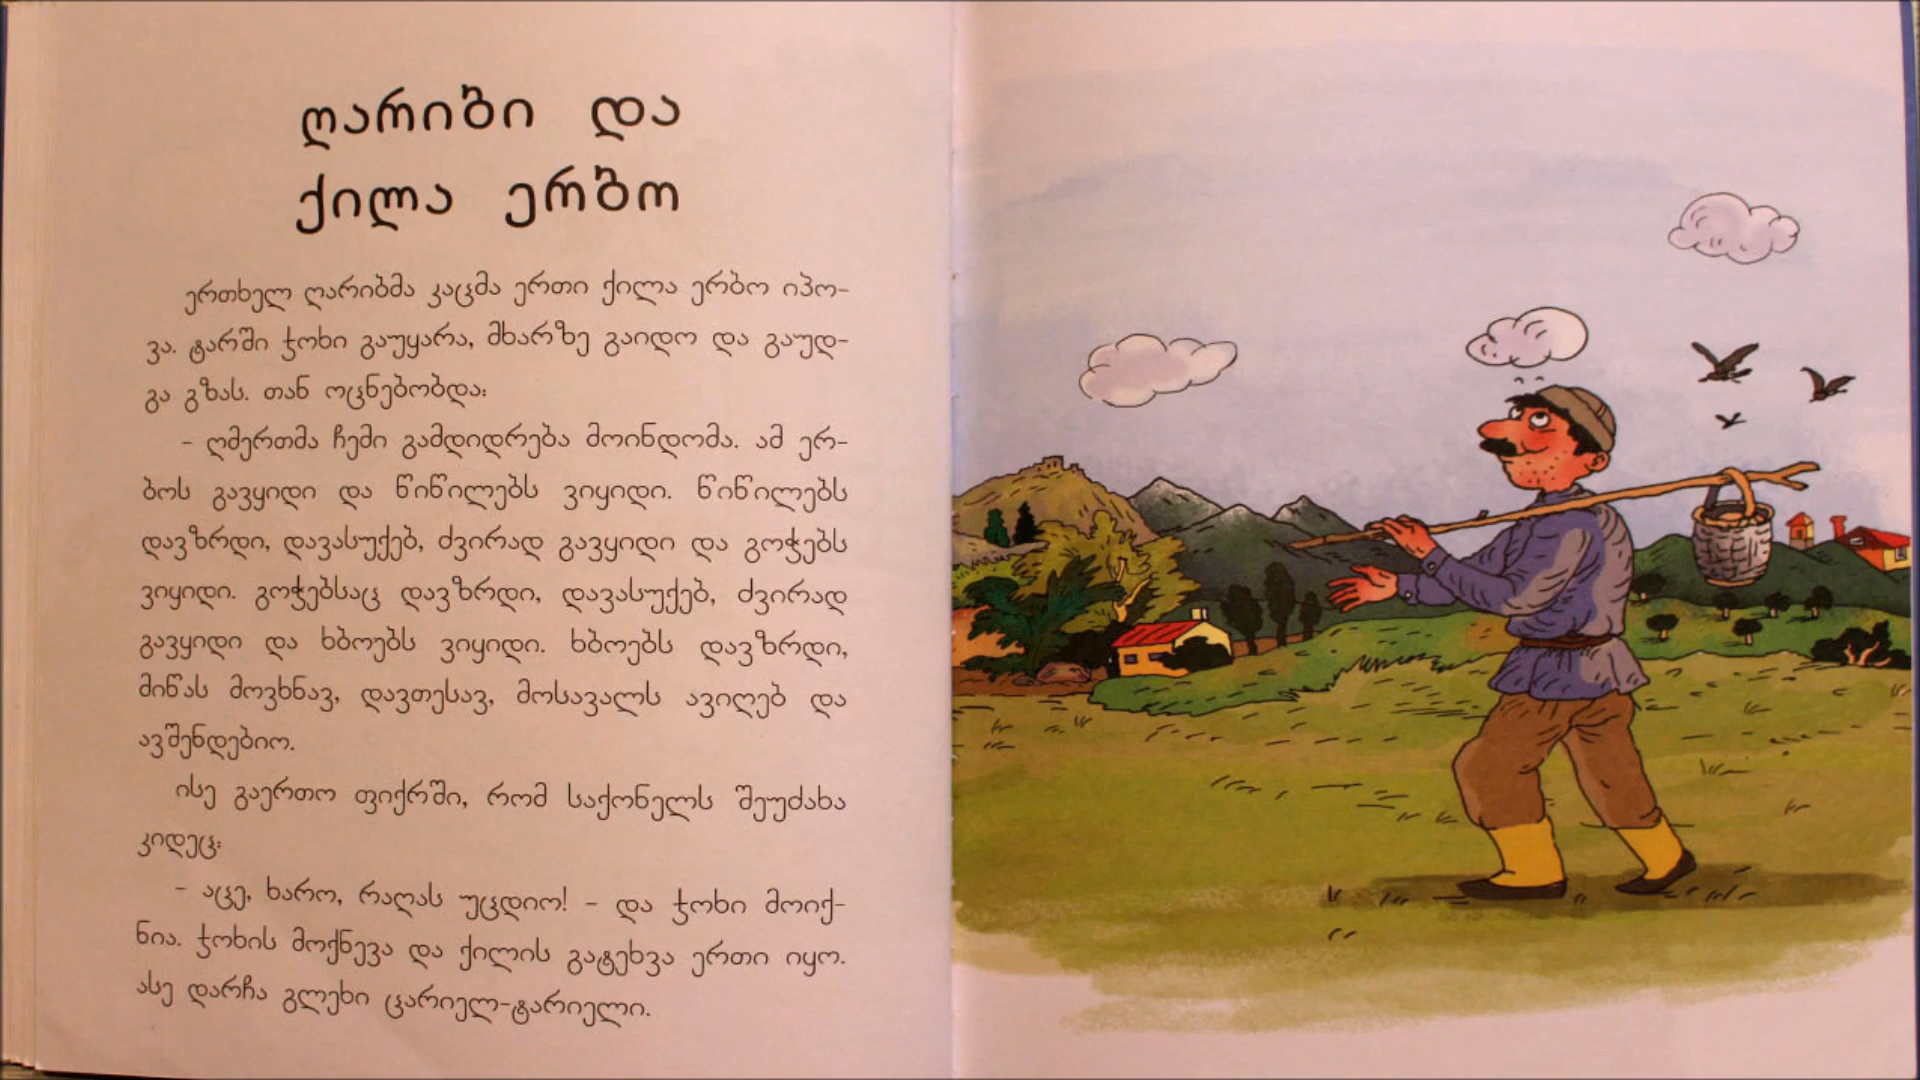 ღარიბი და
ქილა ერბო
ერთხელ ღარიბმა კაცმა ერთი ქილა ერბო იპო-
ვა. ტარში ჯოხი გაუყარა, მხარზე გაიდო და გაუდ-
გა გზას. თან ოცნებობდა:
- ღმერთმა ჩემი გამდიდრება მოინდომა. ამ ერ-
ბოს გავყიდი და წიწილებს ვიყიდი. წიწილებს
დავზრდი, დავასუქებ, ძვირად გავყიდი და გოჭებს
ვიყიდი. გოჭებსაც დავზრდი, დავასუქებ, ძვირად
გავყიდი და ხბოებს ვიყიდი. ხბოებს დავზრდი,
მიწას მოვხნავ, დავთესავ, მოსავალს ავიღებ და
ავშენდებიო.
ისე გაერთო ფიქრში, რომ საქონელს შეუძახა
კიდეც:
- აცე, ხარო, რაღას უცდიო! - და ჯოხი მოიქ-
ნია. ჯოხის მოქნევა და ქილის გატეხვა ერთი იყო.
ასე დარჩა გლეხი ცარიელ-ტარიელი.